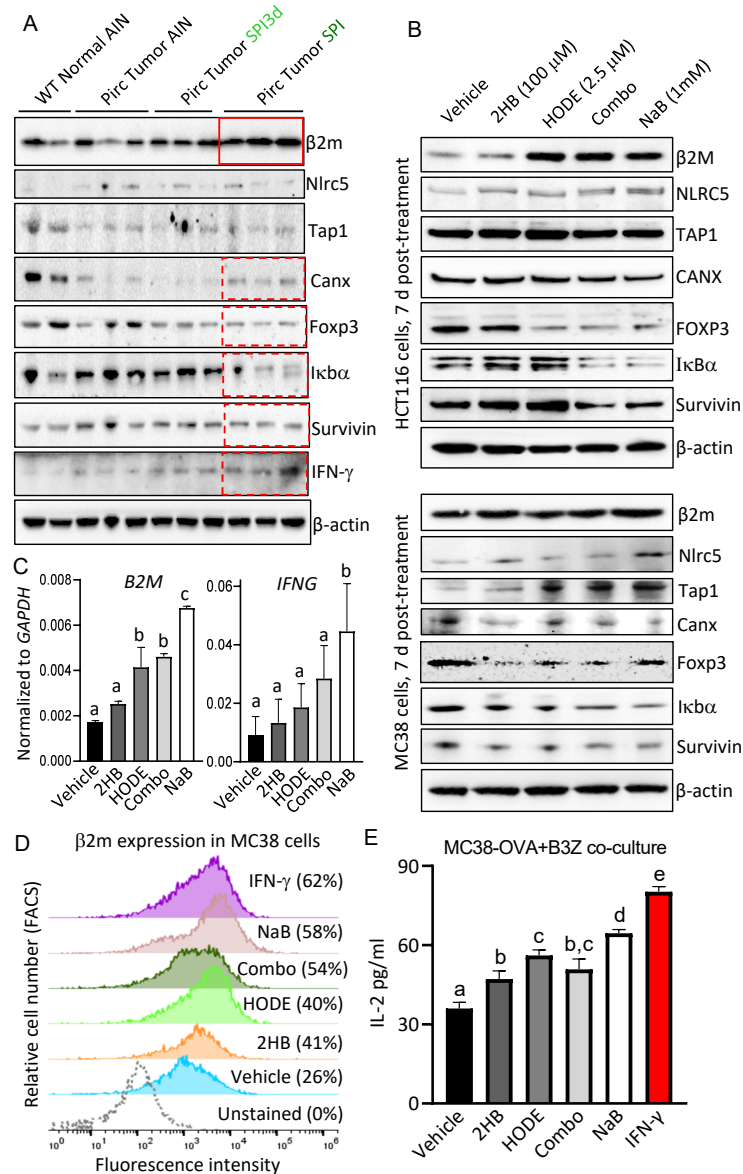 A
WT Normal AIN
Pirc Tumor AIN
Pirc Tumor SPI3d
Pirc Tumor SPI
β2m
Nlrc5
Tap1
Canx
Foxp3
Iκbα
Survivin
IFN-γ
β-actin
B
Vehicle
2HB (100 μM)
HODE (2.5 μM)
Combo
NaB (1mM)
HCT116 cells, 7 d post-treatment
β2M
NLRC5
TAP1
CANX
FOXP3
IκBα
Survivin
β-actin
MC38 cells, 7 d post-treatment
β2m
Nlrc5
Tap1
Canx
Foxp3
Iκbα
Survivin
β-actin
C
Normalized to GAPDH
B2M
0.008
0.006
0.004
0.002
0.000
a
a
b
b
c
Vehicle
2HB
HODE
Combo
NaB
IFNG
0.06
0.04
0.02
0.00
a
a
a
a
b
Vehicle
2HB
HODE
Combo
NaB
D
β2m expression in MC38 cells
Relative cell number (FACS)
IFN-γ (62%)
NaB (58%)
Combo (54%)
HODE (40%)
2HB (41%)
Vehicle (26%)
Unstained (0%)
10⁰ 10¹ 10² 10³ 10⁴ 10⁵ 10⁶
Fluorescence intensity
E
MC38-OVA+B3Z co-culture
IL-2 pg/ml
90
60
30
0
a
b
c
b,c
d
e
Vehicle
2HB
HODE
Combo
NaB
IFN-γ